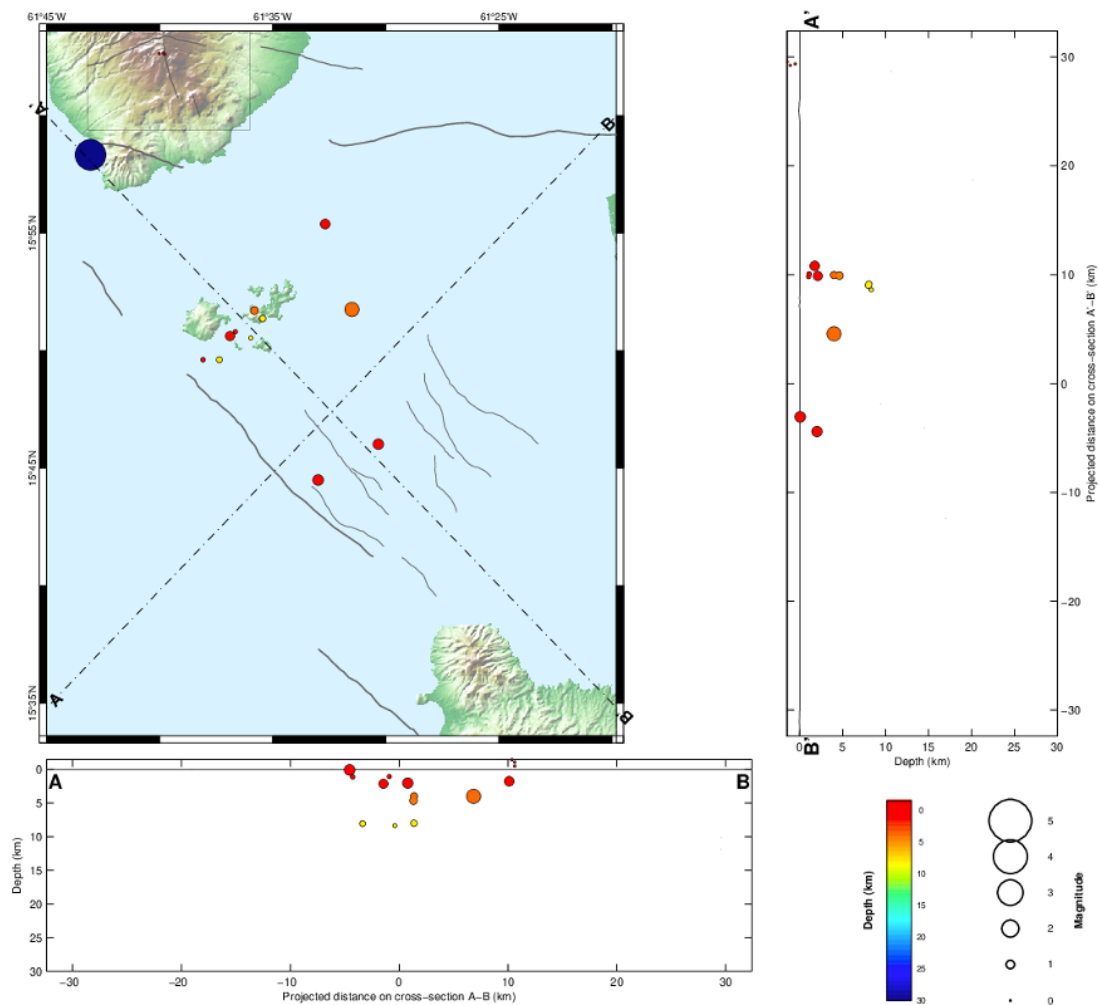 61°45'W 61°35'W 61°25'W
15°55'N
15°45'N
15°35'N
A'
B
A
B'
A'
30
20
10
0
−10
−20
−30
Projected distance on cross-section A'−B' (km)
B'
0 5 10 15 20 25 30
Depth (km)
A B
0
5
10
15
20
25
30
Depth (km)
−30 −20 −10 0 10 20 30
Projected distance on cross-section A−B (km)
Depth (km)
0
5
10
15
20
25
30
5
4
3
2
1
0
Magnitude